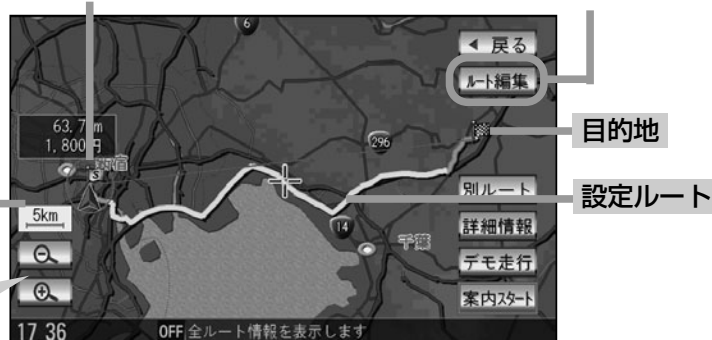 6
戻る
ルート編集
1,800円
新宿
S
296
目的地
別ルート
設定ルート
5km
14
詳細情報
千葉
デモ走行
案内スタート
17 36
OFF 全ルート情報を表示します